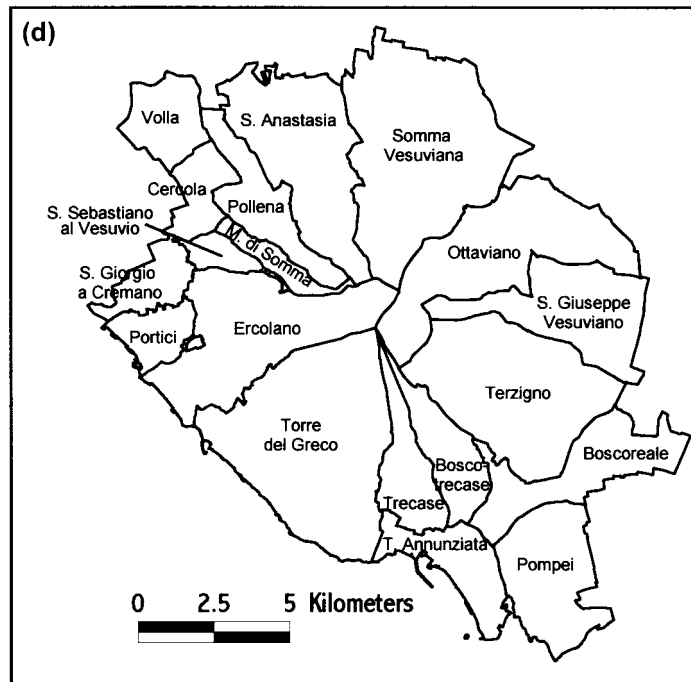 (d)
Volla
S. Anastasia
Somma
Vesuviana
Cercola
Pollena
S. Sebastiano
al Vesuvio
M. di Somma
Ottaviano
S. Giorgio
a Cremano
S. Giuseppe
Vesuviano
Portici
Ercolano
Terzigno
Torre
del Greco
Bosco-
trecase
Boscoreale
Trecase
T. Annunziata
Pompei
0 2.5 5 Kilometers